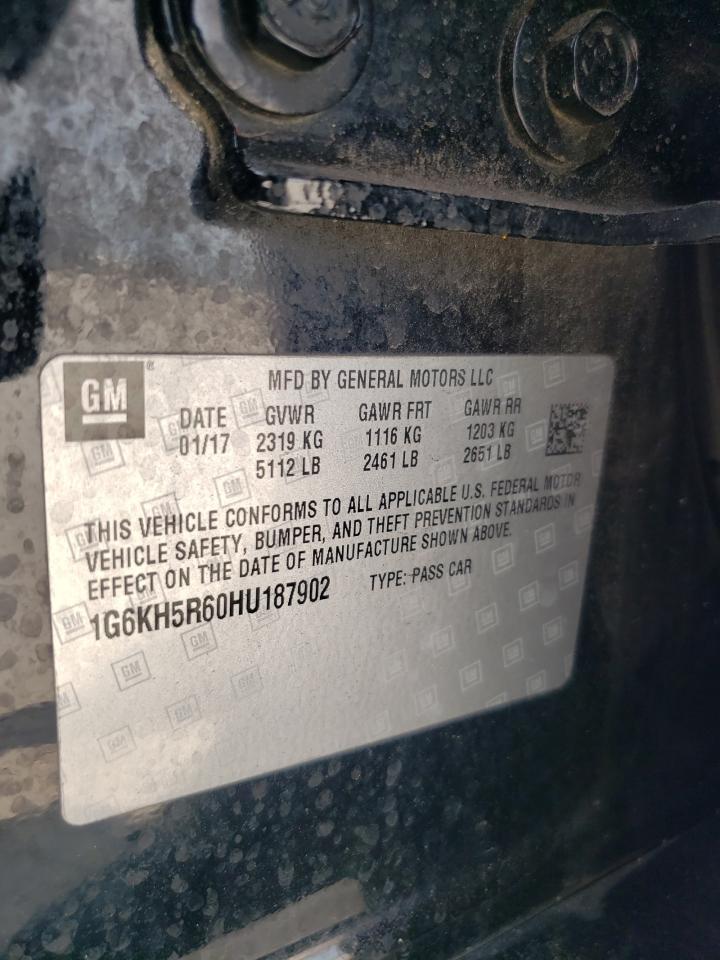 GM
MFD BY GENERAL MOTORS LLC
DATE GVWR GAWR FRT GAWR RR
01/17 2319 KG 1116 KG 1203 KG
5112 LB 2461 LB 2651 LB
THIS VEHICLE CONFORMS TO ALL APPLICABLE U.S. FEDERAL MOTOR
VEHICLE SAFETY, BUMPER, AND THEFT PREVENTION STANDARDS IN
EFFECT ON THE DATE OF MANUFACTURE SHOWN ABOVE.
1G6KH5R60HU187902 TYPE: PASS CAR